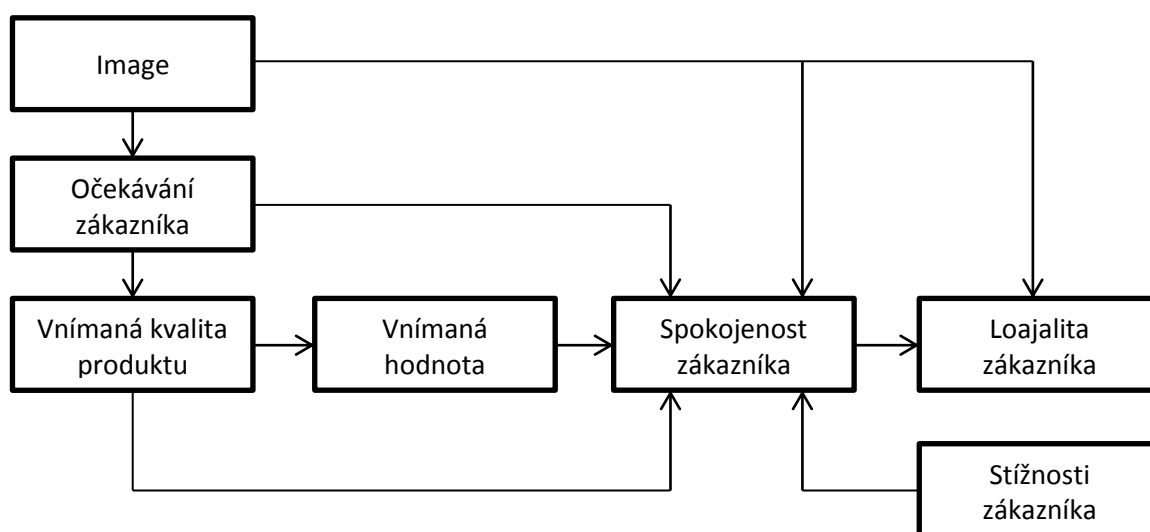 Image
Očekávání
zákazníka
Vnímaná kvalita
produktu
Vnímaná
hodnota
Spokojenost
zákazníka
Loajalita
zákazníka
Stížnosti
zákazníka